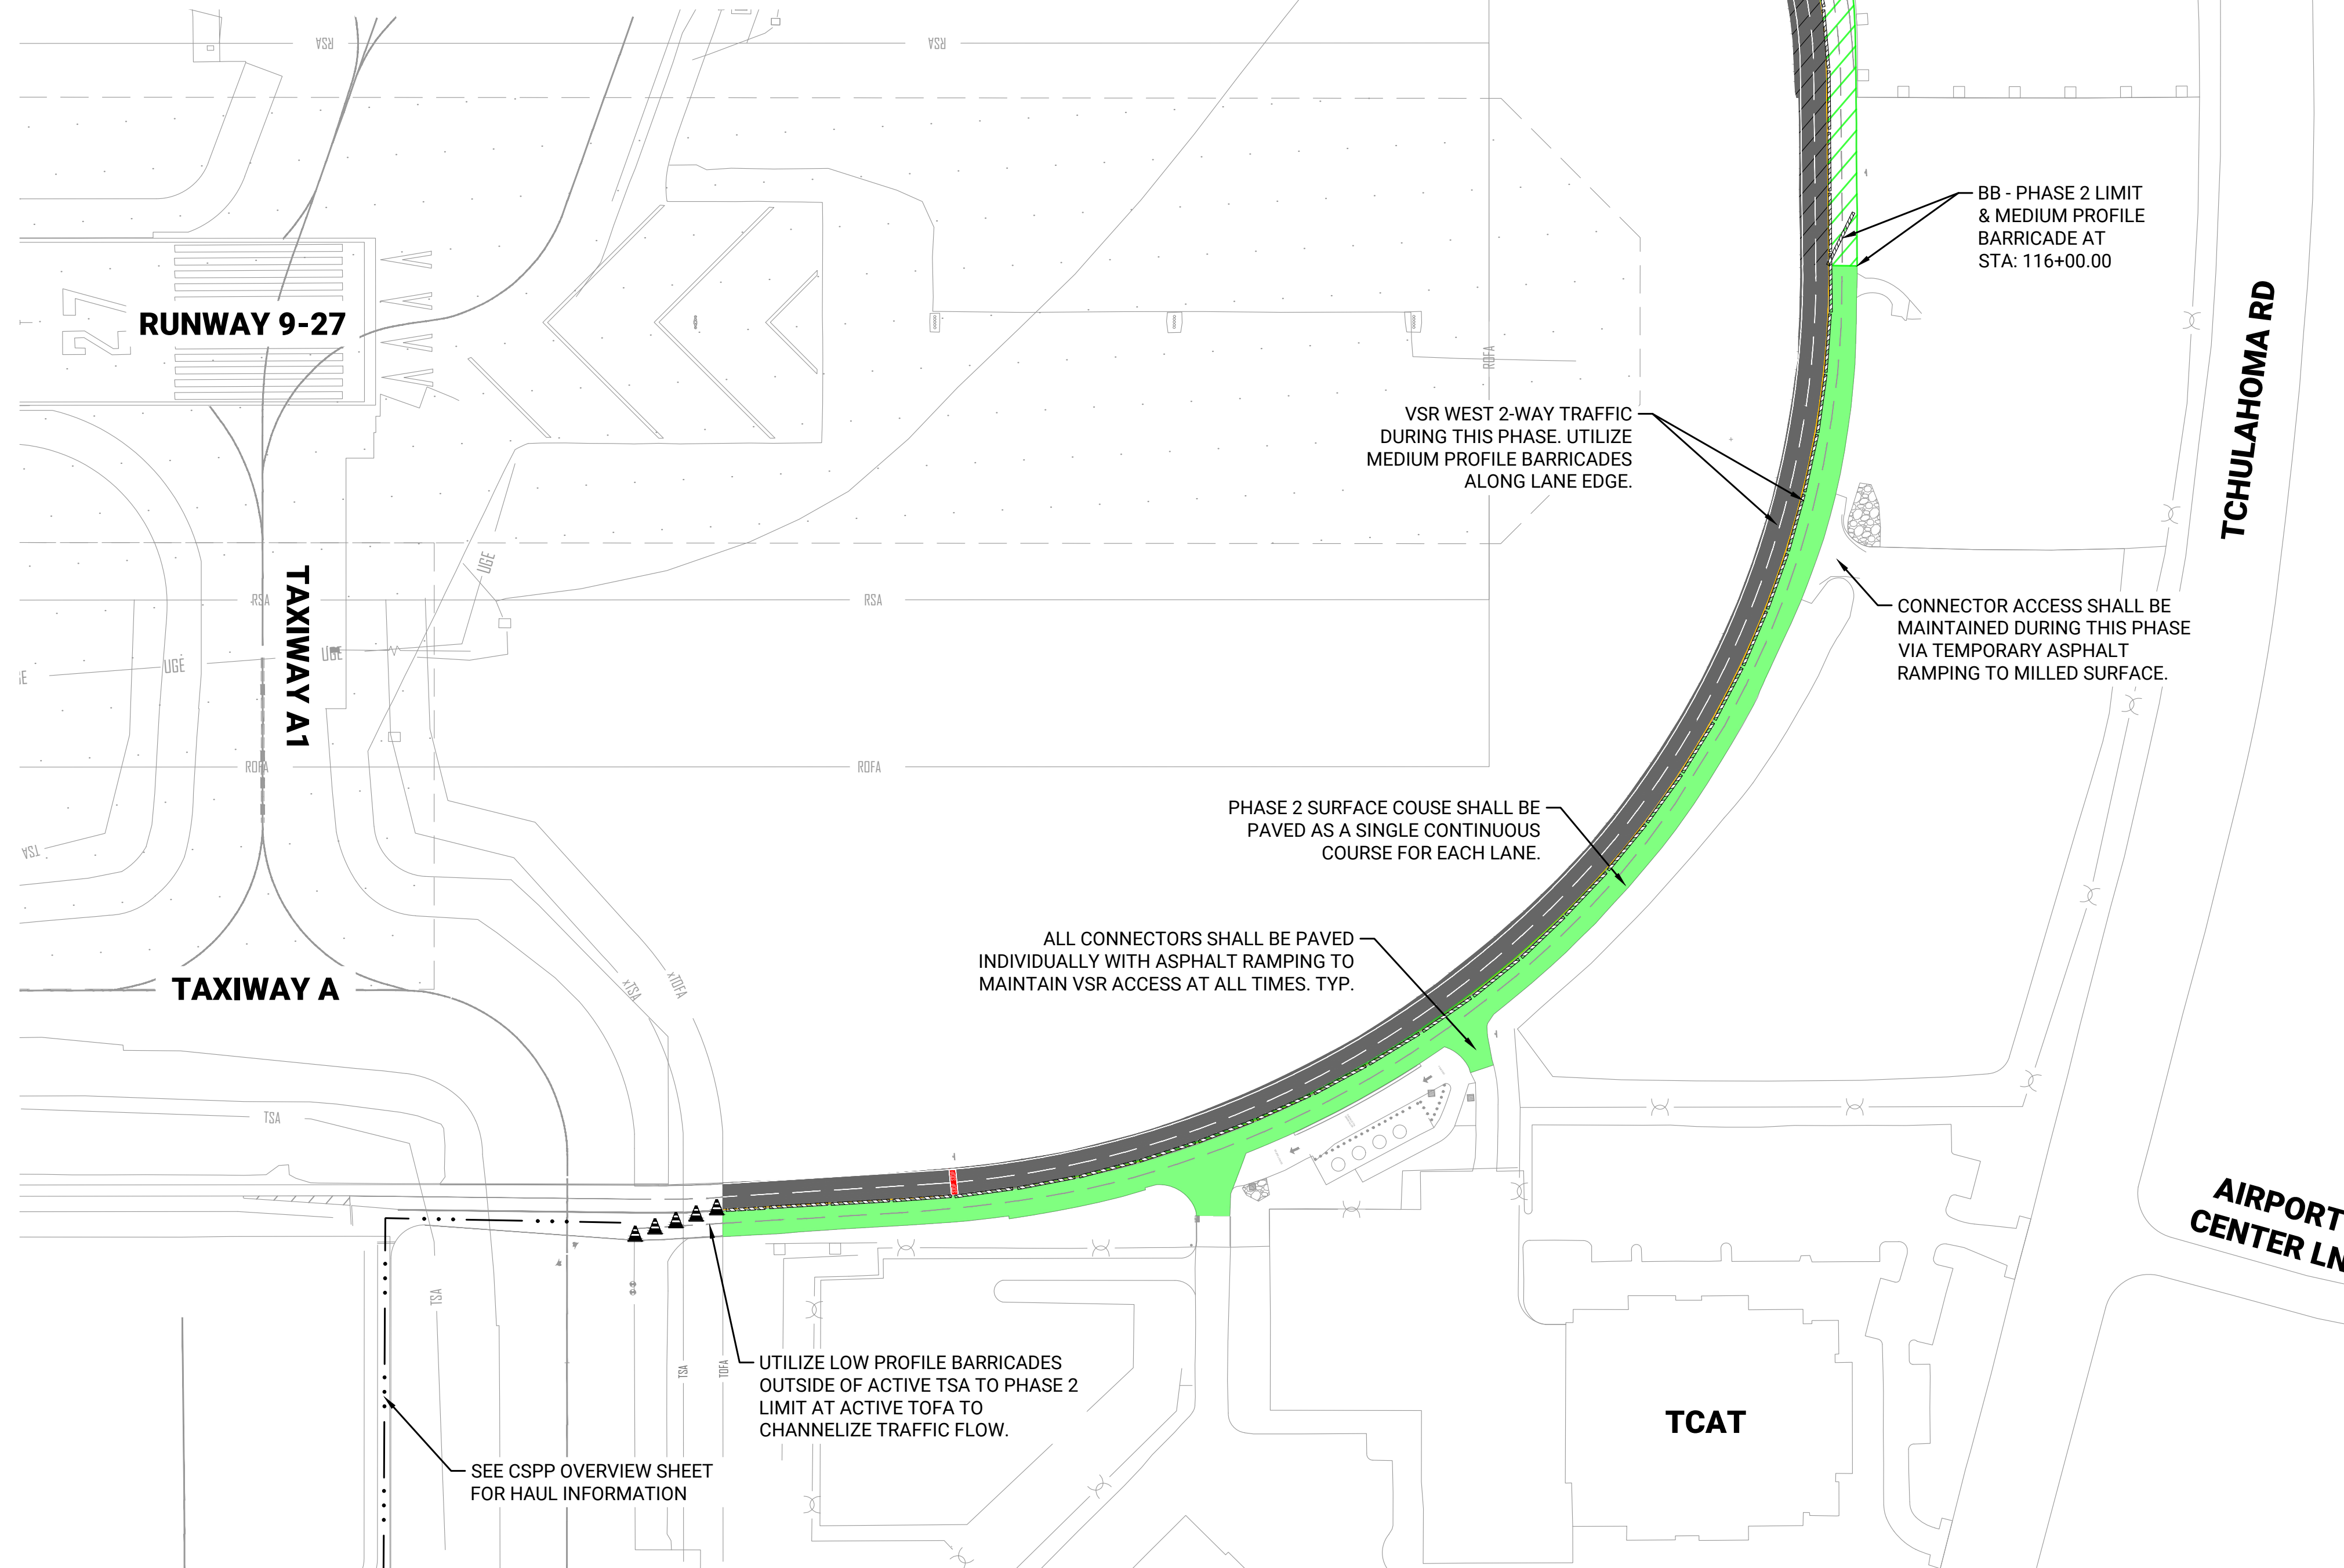 RSA
RSA
BB - PHASE 2 LIMIT
& MEDIUM PROFILE
BARRICADE AT
STA: 116+00.00
27
RUNWAY 9-27
ROFA
TCHULAHOMA RD
VSR WEST 2-WAY TRAFFIC
DURING THIS PHASE. UTILIZE
MEDIUM PROFILE BARRICADES
ALONG LANE EDGE.
UGE
TAXIWAY A1
RSA
RSA
CONNECTOR ACCESS SHALL BE
MAINTAINED DURING THIS PHASE
VIA TEMPORARY ASPHALT
RAMPING TO MILLED SURFACE.
UGE
UGE
ROFA
ROFA
PHASE 2 SURFACE COUSE SHALL BE
PAVED AS A SINGLE CONTINUOUS
COURSE FOR EACH LANE.
TSA
ALL CONNECTORS SHALL BE PAVED
INDIVIDUALLY WITH ASPHALT RAMPING TO
MAINTAIN VSR ACCESS AT ALL TIMES. TYP.
TAXIWAY A
xTSA
xTOFA
TSA
AIRPORT
CENTER LN
TSA
TSA
TOFA
UTILIZE LOW PROFILE BARRICADES
OUTSIDE OF ACTIVE TSA TO PHASE 2
LIMIT AT ACTIVE TOFA TO
CHANNELIZE TRAFFIC FLOW.
TCAT
SEE CSPP OVERVIEW SHEET
FOR HAUL INFORMATION